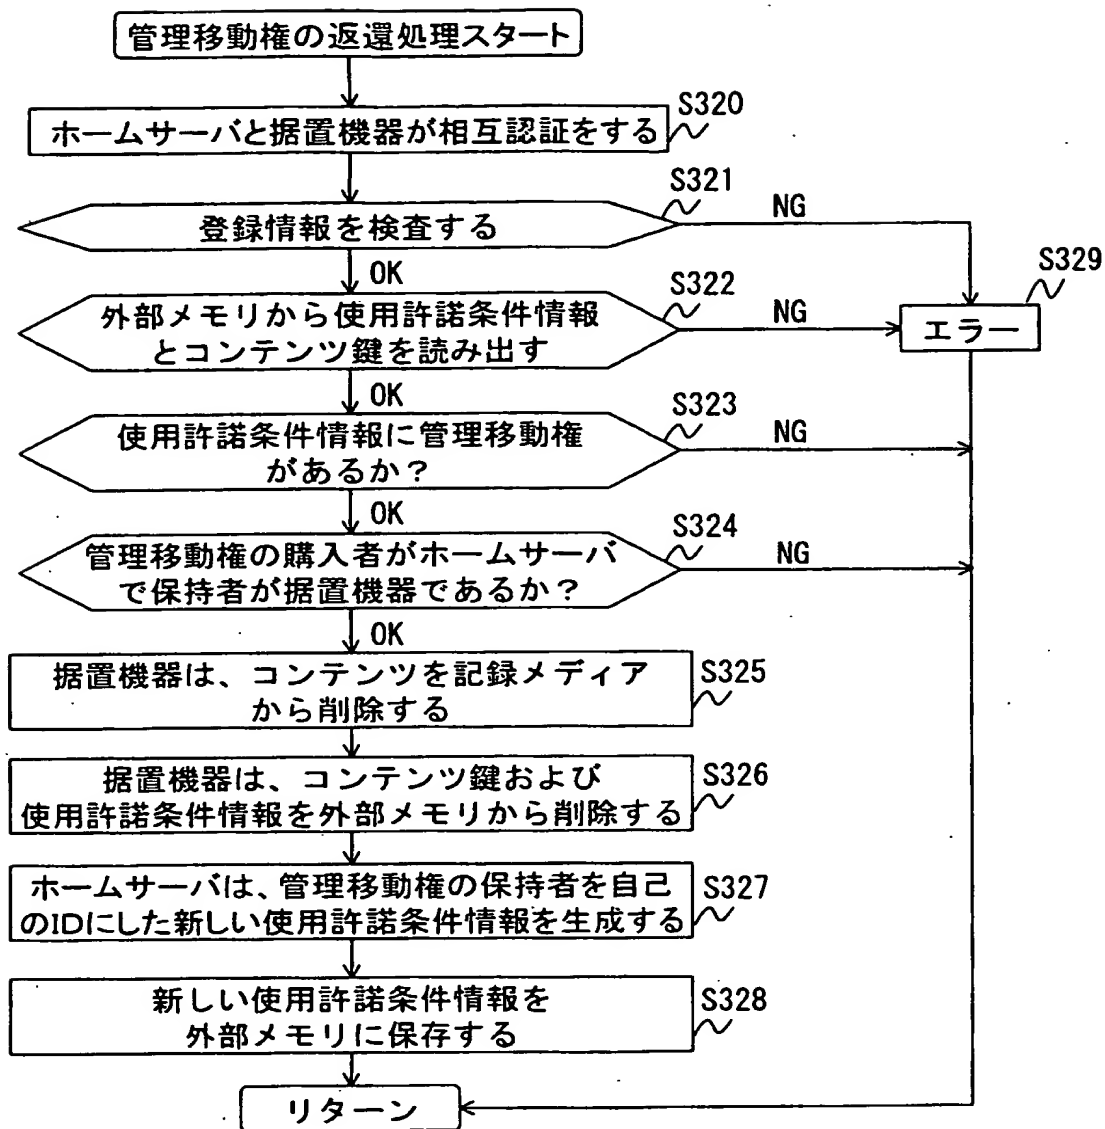 管理移動権の返還処理スタート
S320
ホームサーバと据置機器が相互認証をする
S321
登録情報を検査する
NG
OK
S322
外部メモリから使用許諾条件情報
とコンテンツ鍵を読み出す
NG
S329
エラー
OK
S323
使用許諾条件情報に管理移動権
があるか?
NG
OK
S324
管理移動権の購入者がホームサーバ
で保持者が据置機器であるか?
NG
OK
S325
据置機器は、コンテンツを記録メディア
から削除する
S326
据置機器は、コンテンツ鍵および
使用許諾条件情報を外部メモリから削除する
S327
ホームサーバは、管理移動権の保持者を自己
のIDにした新しい使用許諾条件情報を生成する
S328
新しい使用許諾条件情報を
外部メモリに保存する
リターン